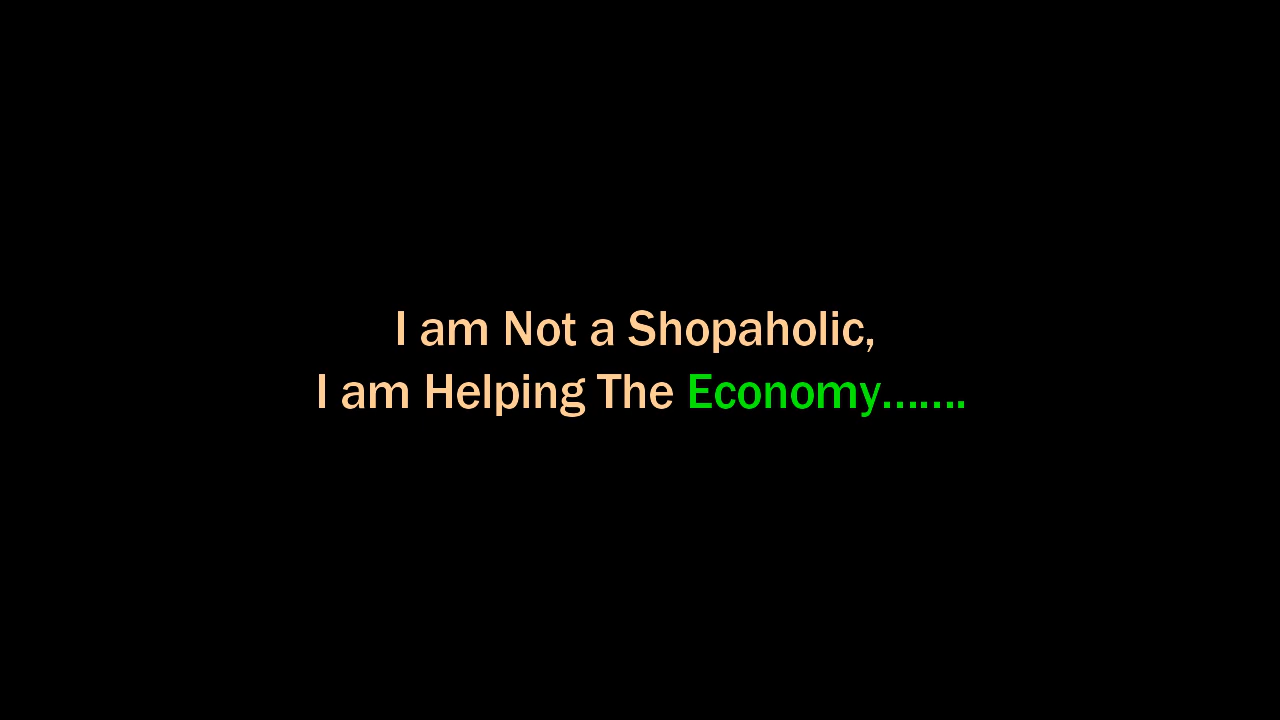 I am Not a Shopaholic,
I am Helping The Economy.......